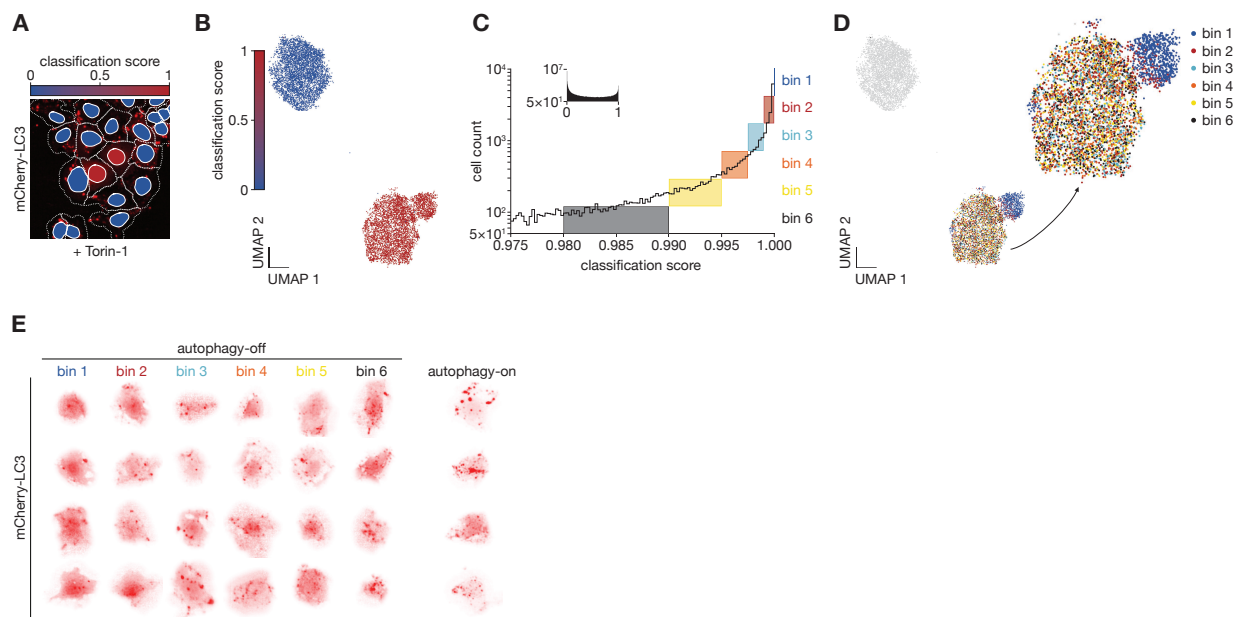 A
classification score
0 0.5 1
mCherry-LC3
+ Torin-1
B
classification score
1
0.5
0
UMAP 2
UMAP 1
C
cell count
10⁴
10³
10²
5×10¹
10⁷
5×10¹
0 1
bin 1
bin 2
bin 3
bin 4
bin 5
bin 6
0.975 0.980 0.985 0.990 0.995 1.000
classification score
D
bin 1
bin 2
bin 3
bin 4
bin 5
bin 6
UMAP 2
UMAP 1
E
autophagy-off
bin 1 bin 2 bin 3 bin 4 bin 5 bin 6 autophagy-on
mCherry-LC3